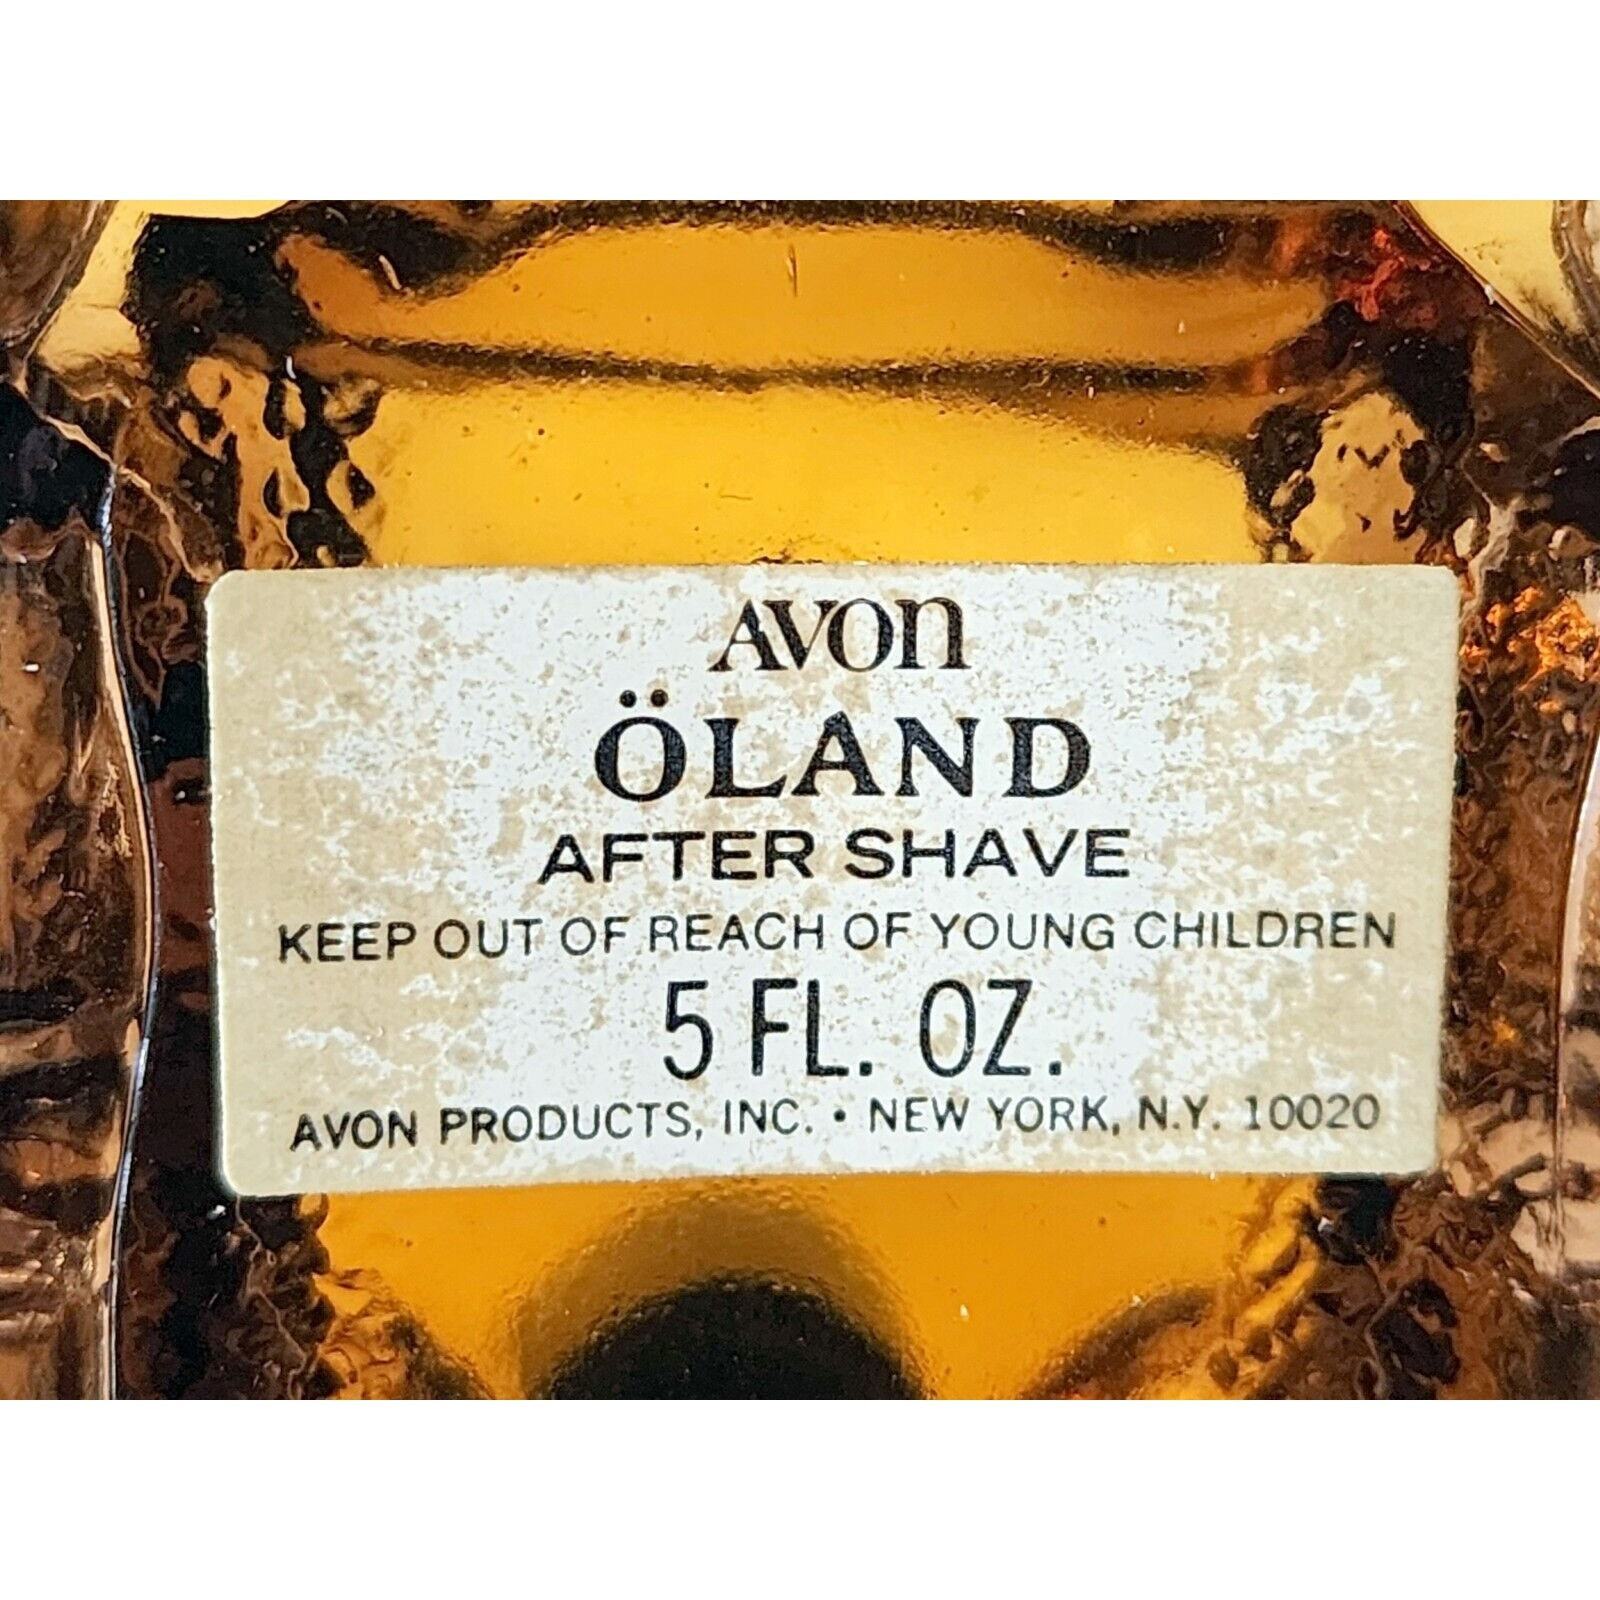 AVON
ÖLAND
AFTER SHAVE
KEEP OUT OF REACH OF YOUNG CHILDREN
5 FL. OZ.
AVON PRODUCTS, INC. • NEW YORK, N.Y. 10020